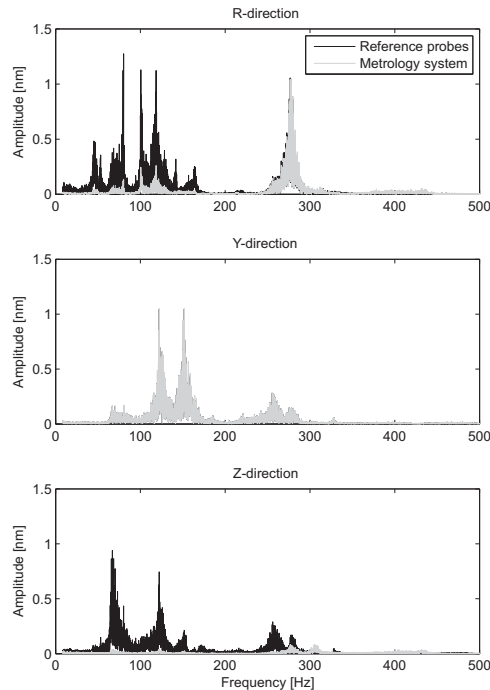 R-direction
1.5
1
0.5
0
Amplitude [nm]
Reference probes
Metrology system
0 100 200 300 400 500
Y-direction
1.5
1
0.5
0
Amplitude [nm]
0 100 200 300 400 500
Z-direction
1.5
1
0.5
0
Amplitude [nm]
0 100 200 300 400 500
Frequency [Hz]